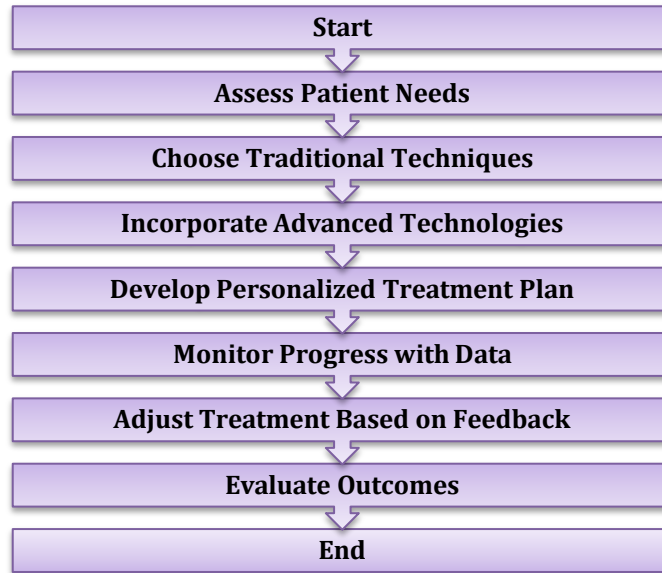 Start
Assess Patient Needs
Choose Traditional Techniques
Incorporate Advanced Technologies
Develop Personalized Treatment Plan
Monitor Progress with Data
Adjust Treatment Based on Feedback
Evaluate Outcomes
End